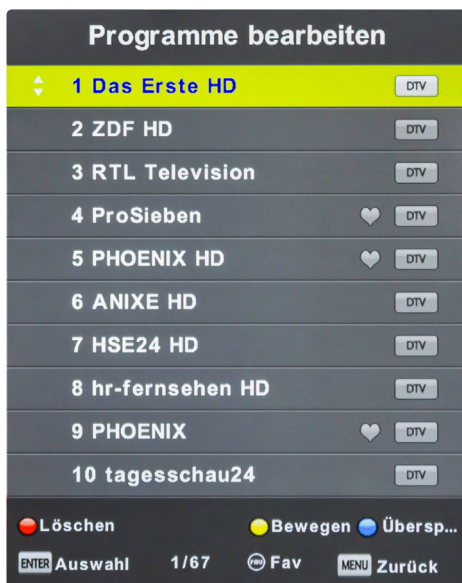 Programme bearbeiten
1 Das Erste HD DTV
2 ZDF HD DTV
3 RTL Television DTV
4 ProSieben DTV
5 PHOENIX HD DTV
6 ANIXE HD DTV
7 HSE24 HD DTV
8 hr-fernsehen HD DTV
9 PHOENIX DTV
10 tagesschau24 DTV
Löschen Bewegen Übersp...
ENTER Auswahl 1/67 FAV Fav MENU Zurück